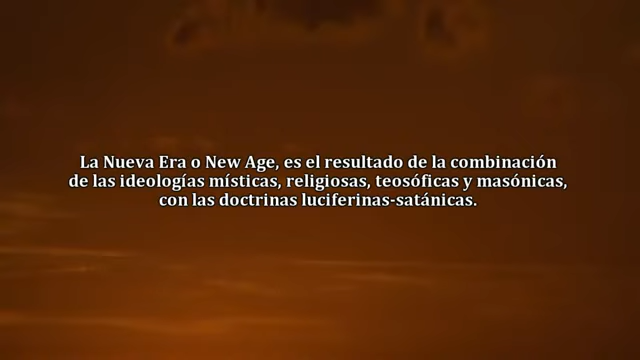 La Nueva Era o New Age, es el resultado de la combinación
de las ideologías místicas, religiosas, teosóficas y masónicas,
con las doctrinas luciferinas-satánicas.